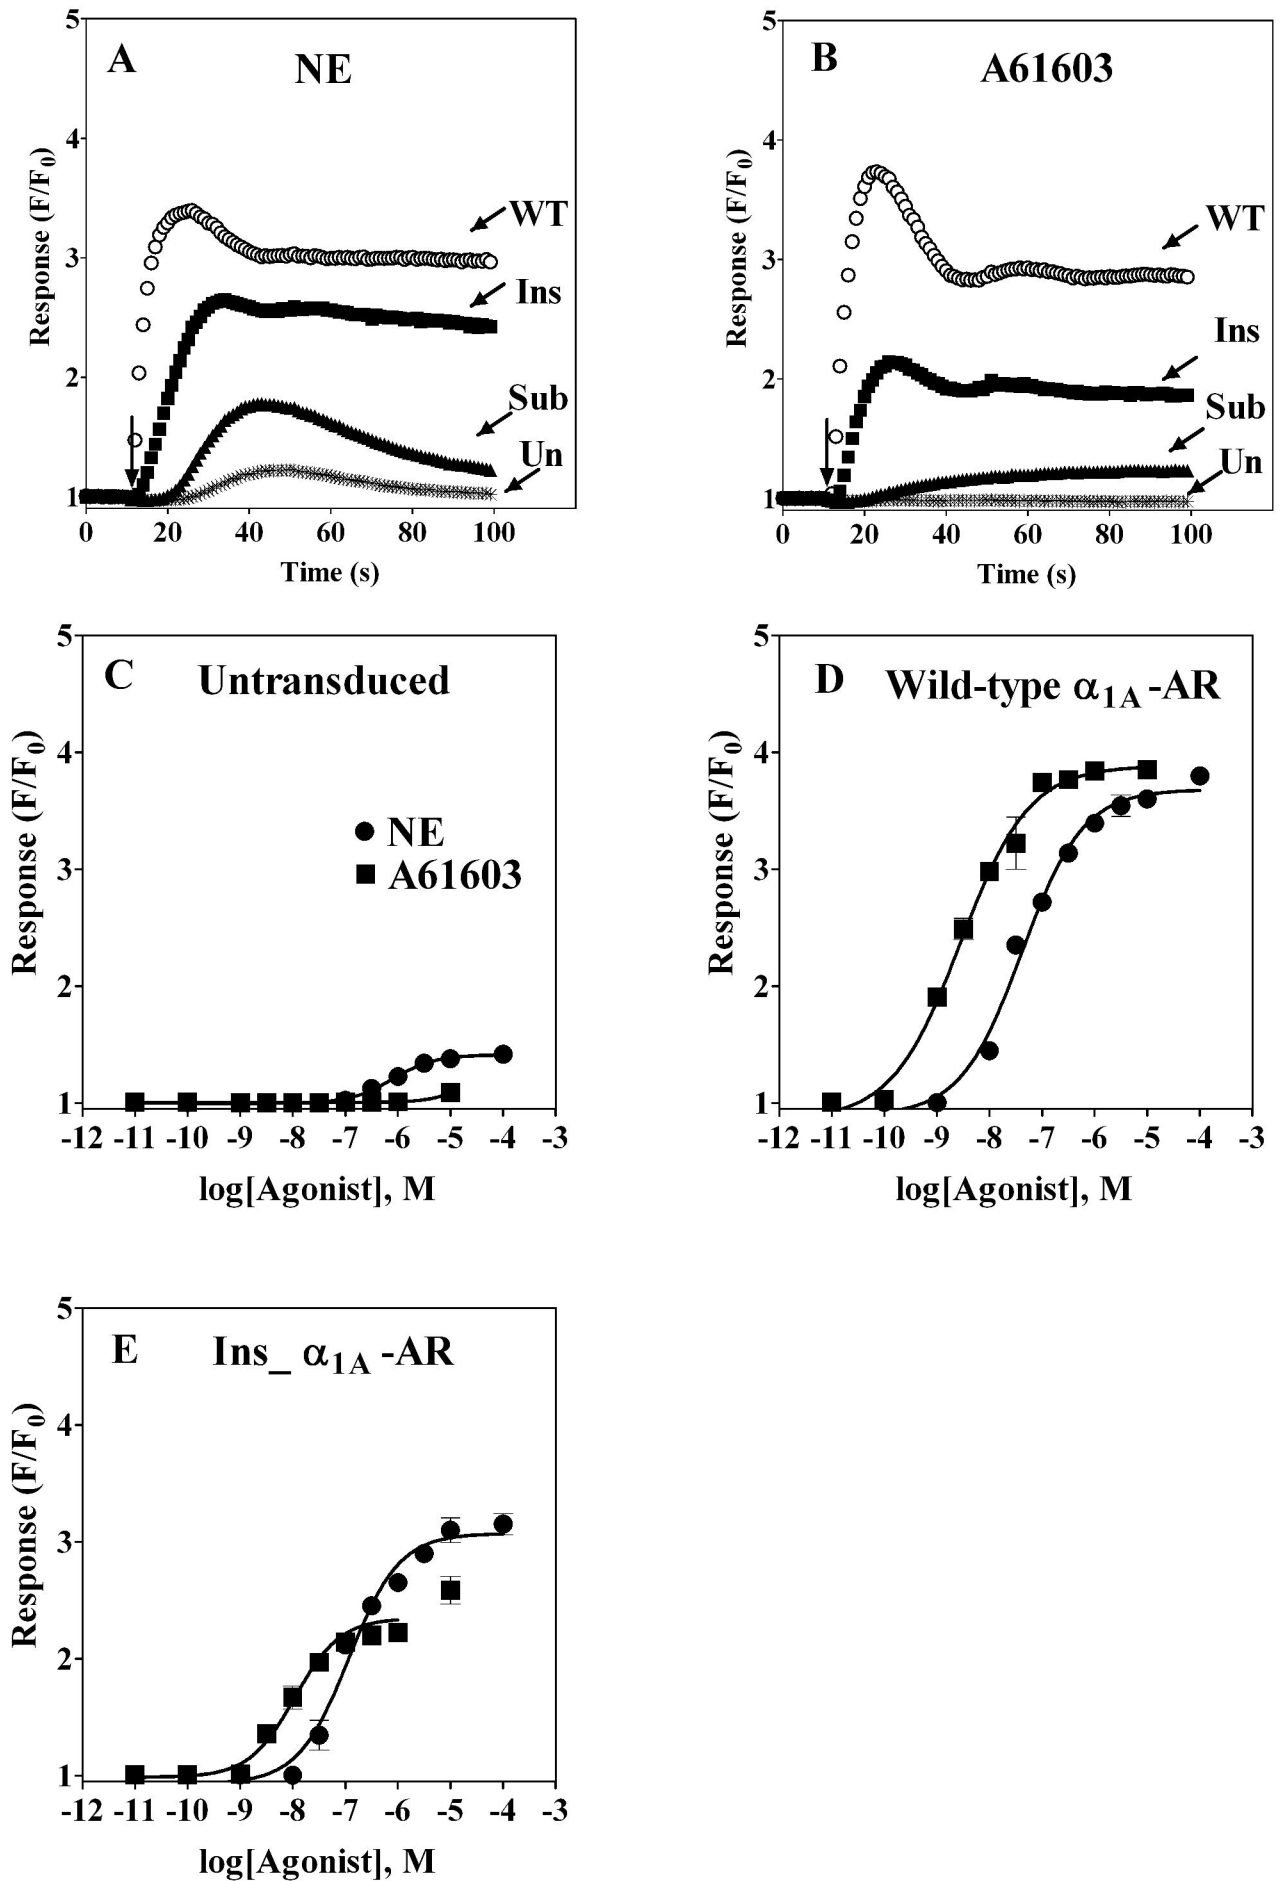 A
NE
Response (F/F0)
5
4
3
2
1
WT
Ins
Sub
Un
0 20 40 60 80 100
Time (s)
B
A61603
Response (F/F0)
5
4
3
2
1
WT
Ins
Sub
Un
0 20 40 60 80 100
Time (s)
C
Untransduced
Response (F/F0)
5
4
3
2
1
NE
A61603
-12 -11 -10 -9 -8 -7 -6 -5 -4 -3
log[Agonist], M
D
Wild-type α1A -AR
Response (F/F0)
5
4
3
2
1
-12 -11 -10 -9 -8 -7 -6 -5 -4 -3
log[Agonist], M
E
Ins_ α1A -AR
Response (F/F0)
5
4
3
2
1
-12 -11 -10 -9 -8 -7 -6 -5 -4 -3
log[Agonist], M